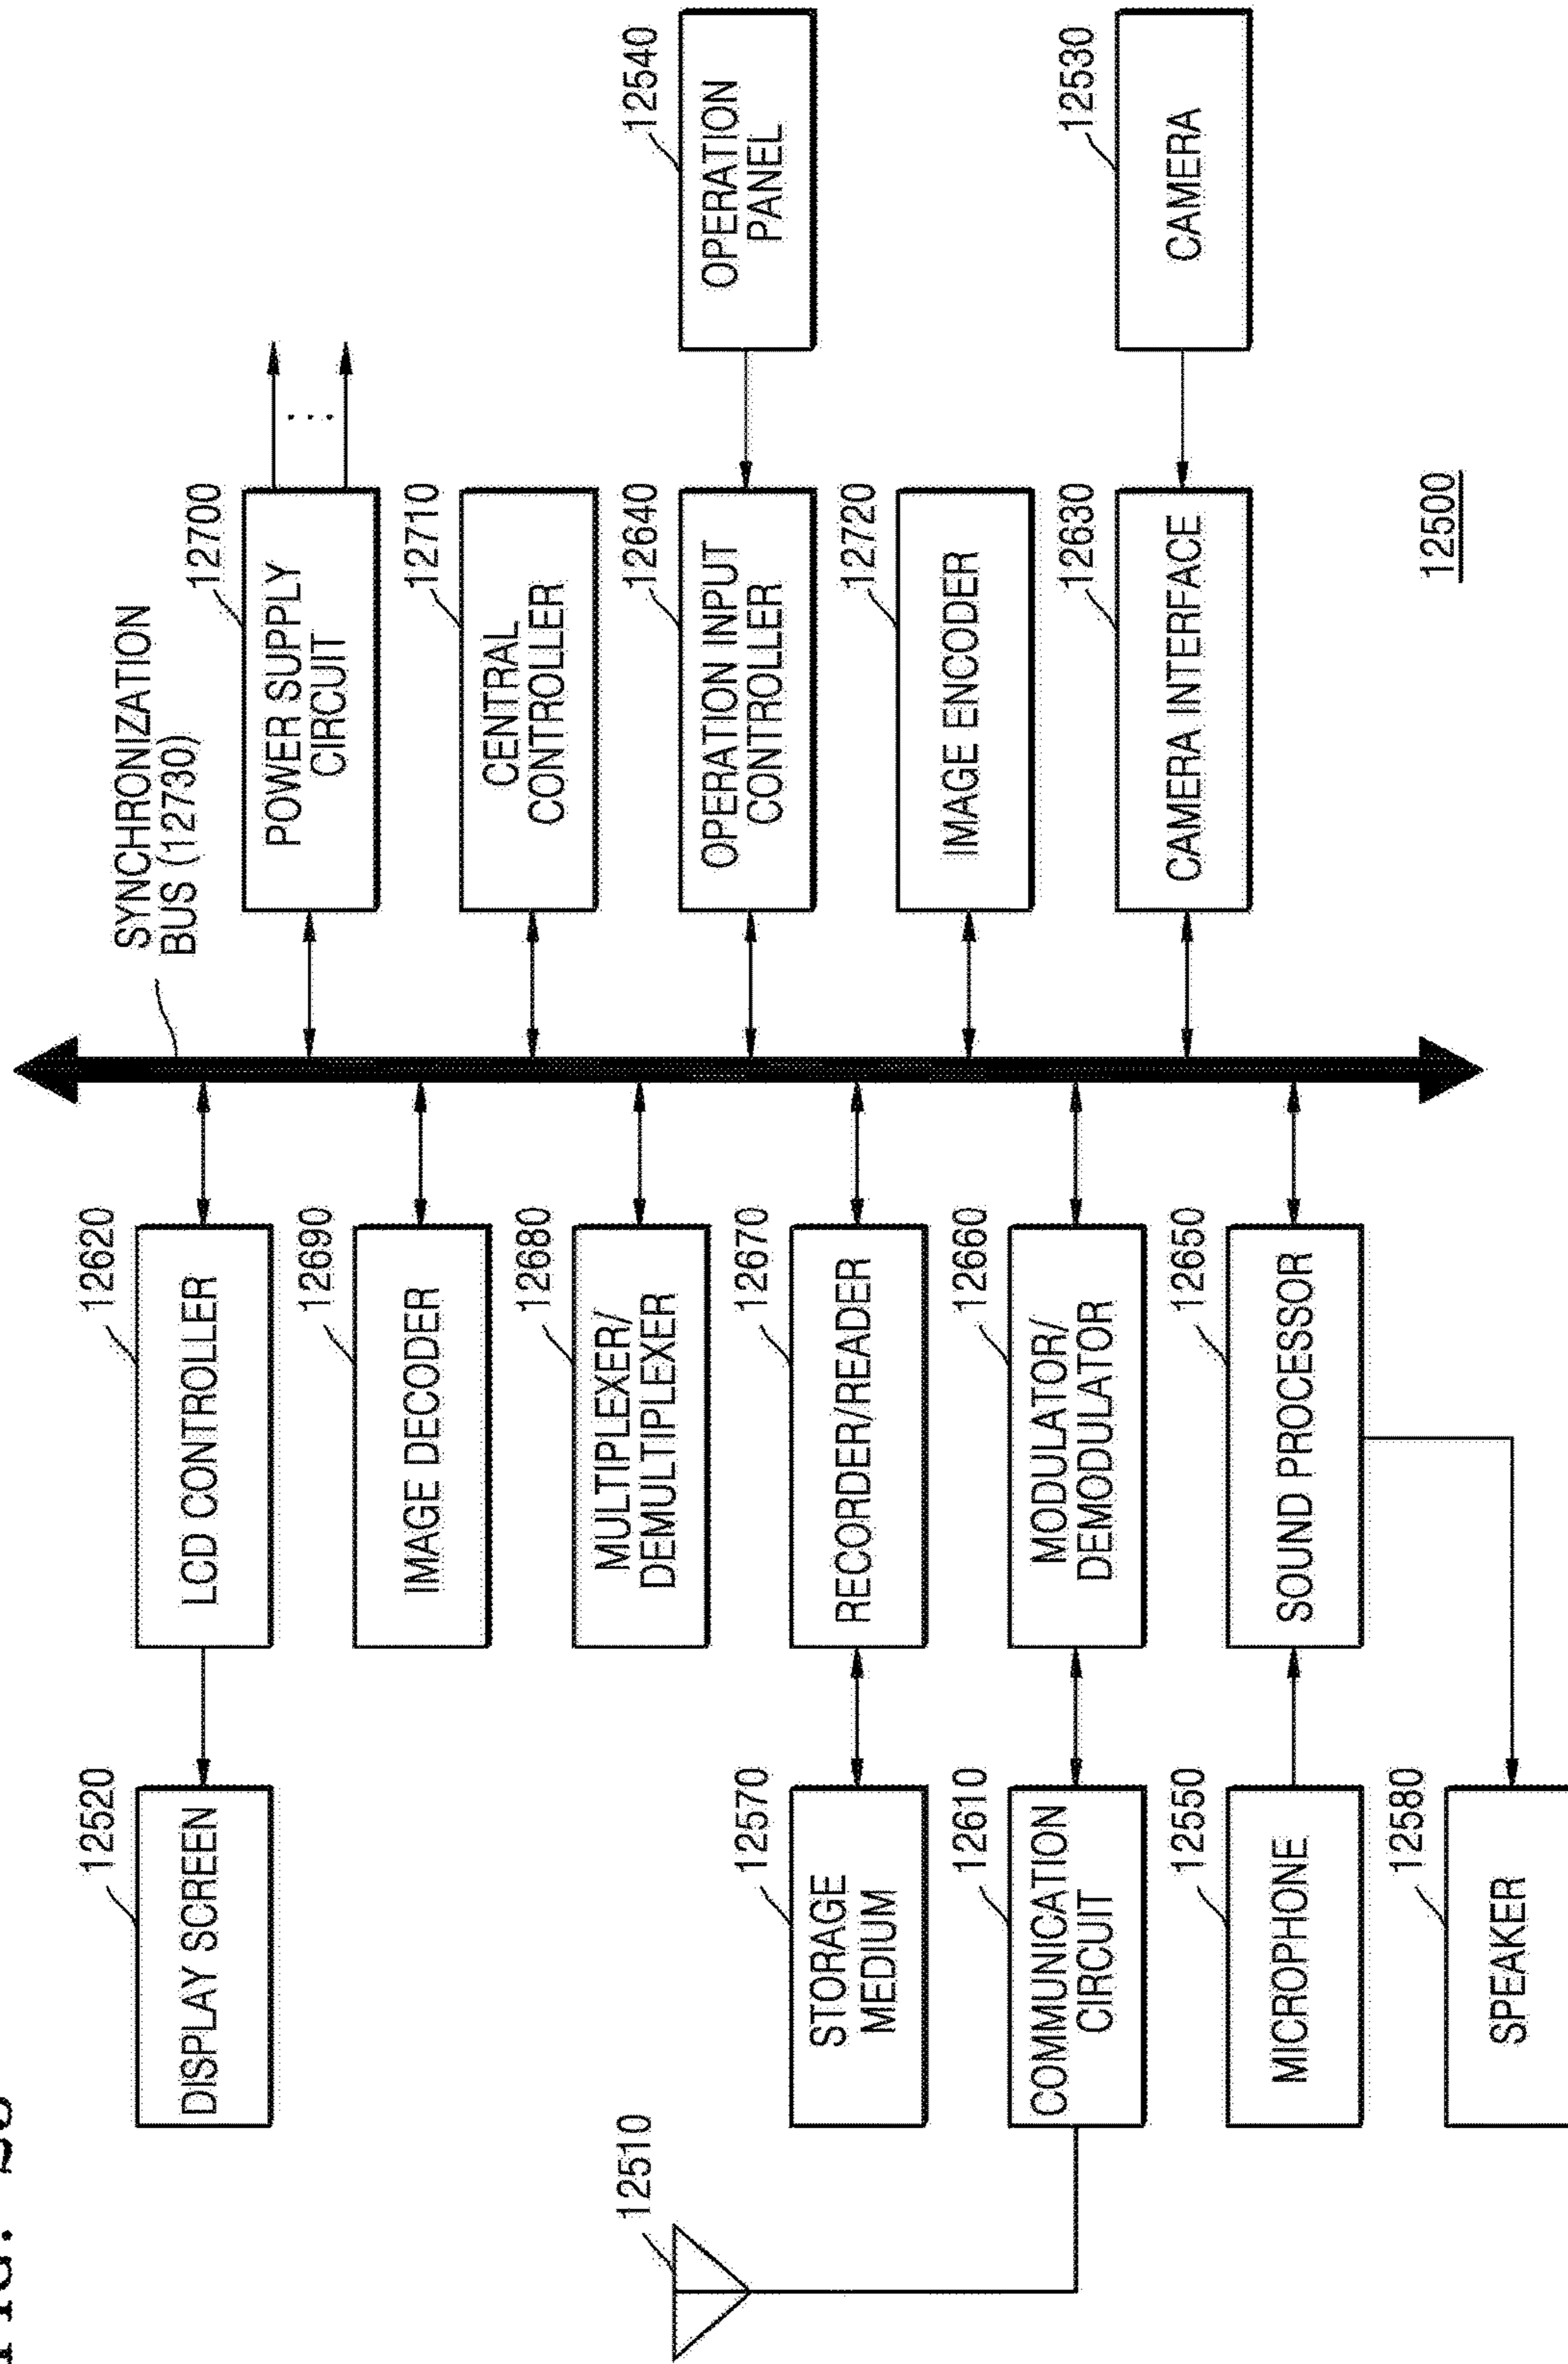 FIG.
12520
DISPLAY SCREEN
12620
LCD CONTROLLER
SYNCHRONIZATION
BUS (12730)
12700
POWER SUPPLY
CIRCUIT
12690
IMAGE DECODER
12710
CENTRAL
CONTROLLER
12510
12680
MULTIPLEXER/
DEMULTIPLEXER
12640
OPERATION INPUT
CONTROLLER
12540
OPERATION
PANEL
12570
STORAGE
MEDIUM
12670
RECORDER/READER
12720
IMAGE ENCODER
12610
COMMUNICATION
CIRCUIT
12660
MODULATOR/
DEMODULATOR
12630
CAMERA INTERFACE
12530
CAMERA
12550
MICROPHONE
12650
SOUND PROCESSOR
12580
SPEAKER
12500